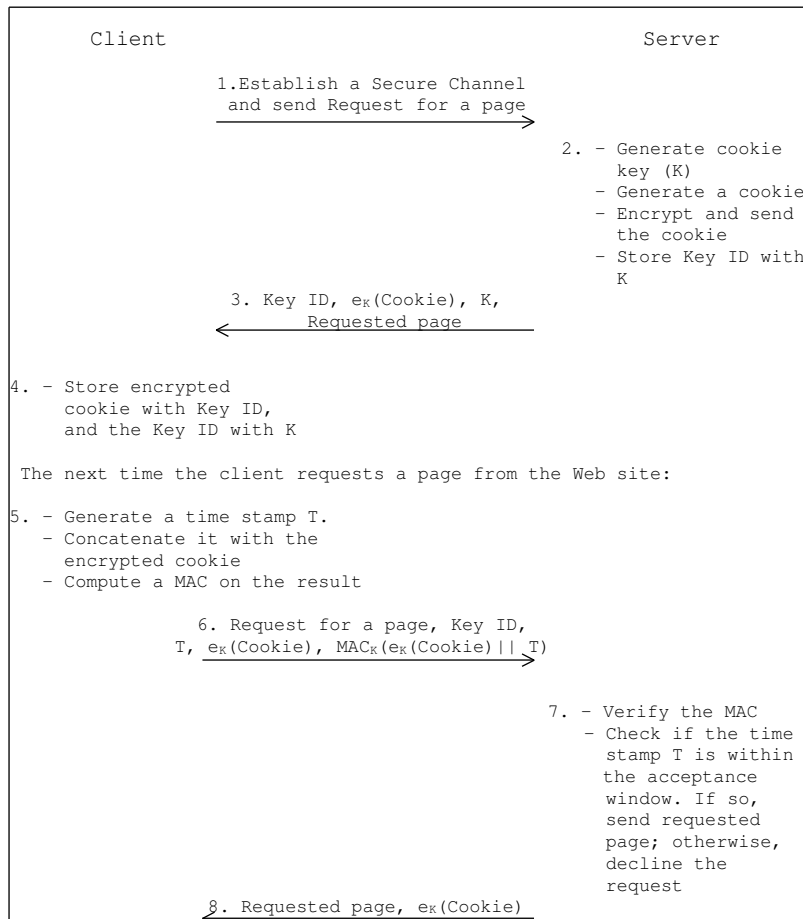 Client
Server
1.Establish a Secure Channel
and send Request for a page
2. – Generate cookie
key (K)
– Generate a cookie
– Encrypt and send
the cookie
– Store Key ID with
K
3. Key ID, eK(Cookie), K,
Requested page
4. – Store encrypted
cookie with Key ID,
and the Key ID with K
The next time the client requests a page from the Web site:
5. – Generate a time stamp T.
– Concatenate it with the
encrypted cookie
– Compute a MAC on the result
6. Request for a page, Key ID,
T, eK(Cookie), MACK(eK(Cookie)|| T)
7. – Verify the MAC
– Check if the time
stamp T is within
the acceptance
window. If so,
send requested
page; otherwise,
decline the
request
8. Requested page, eK(Cookie)